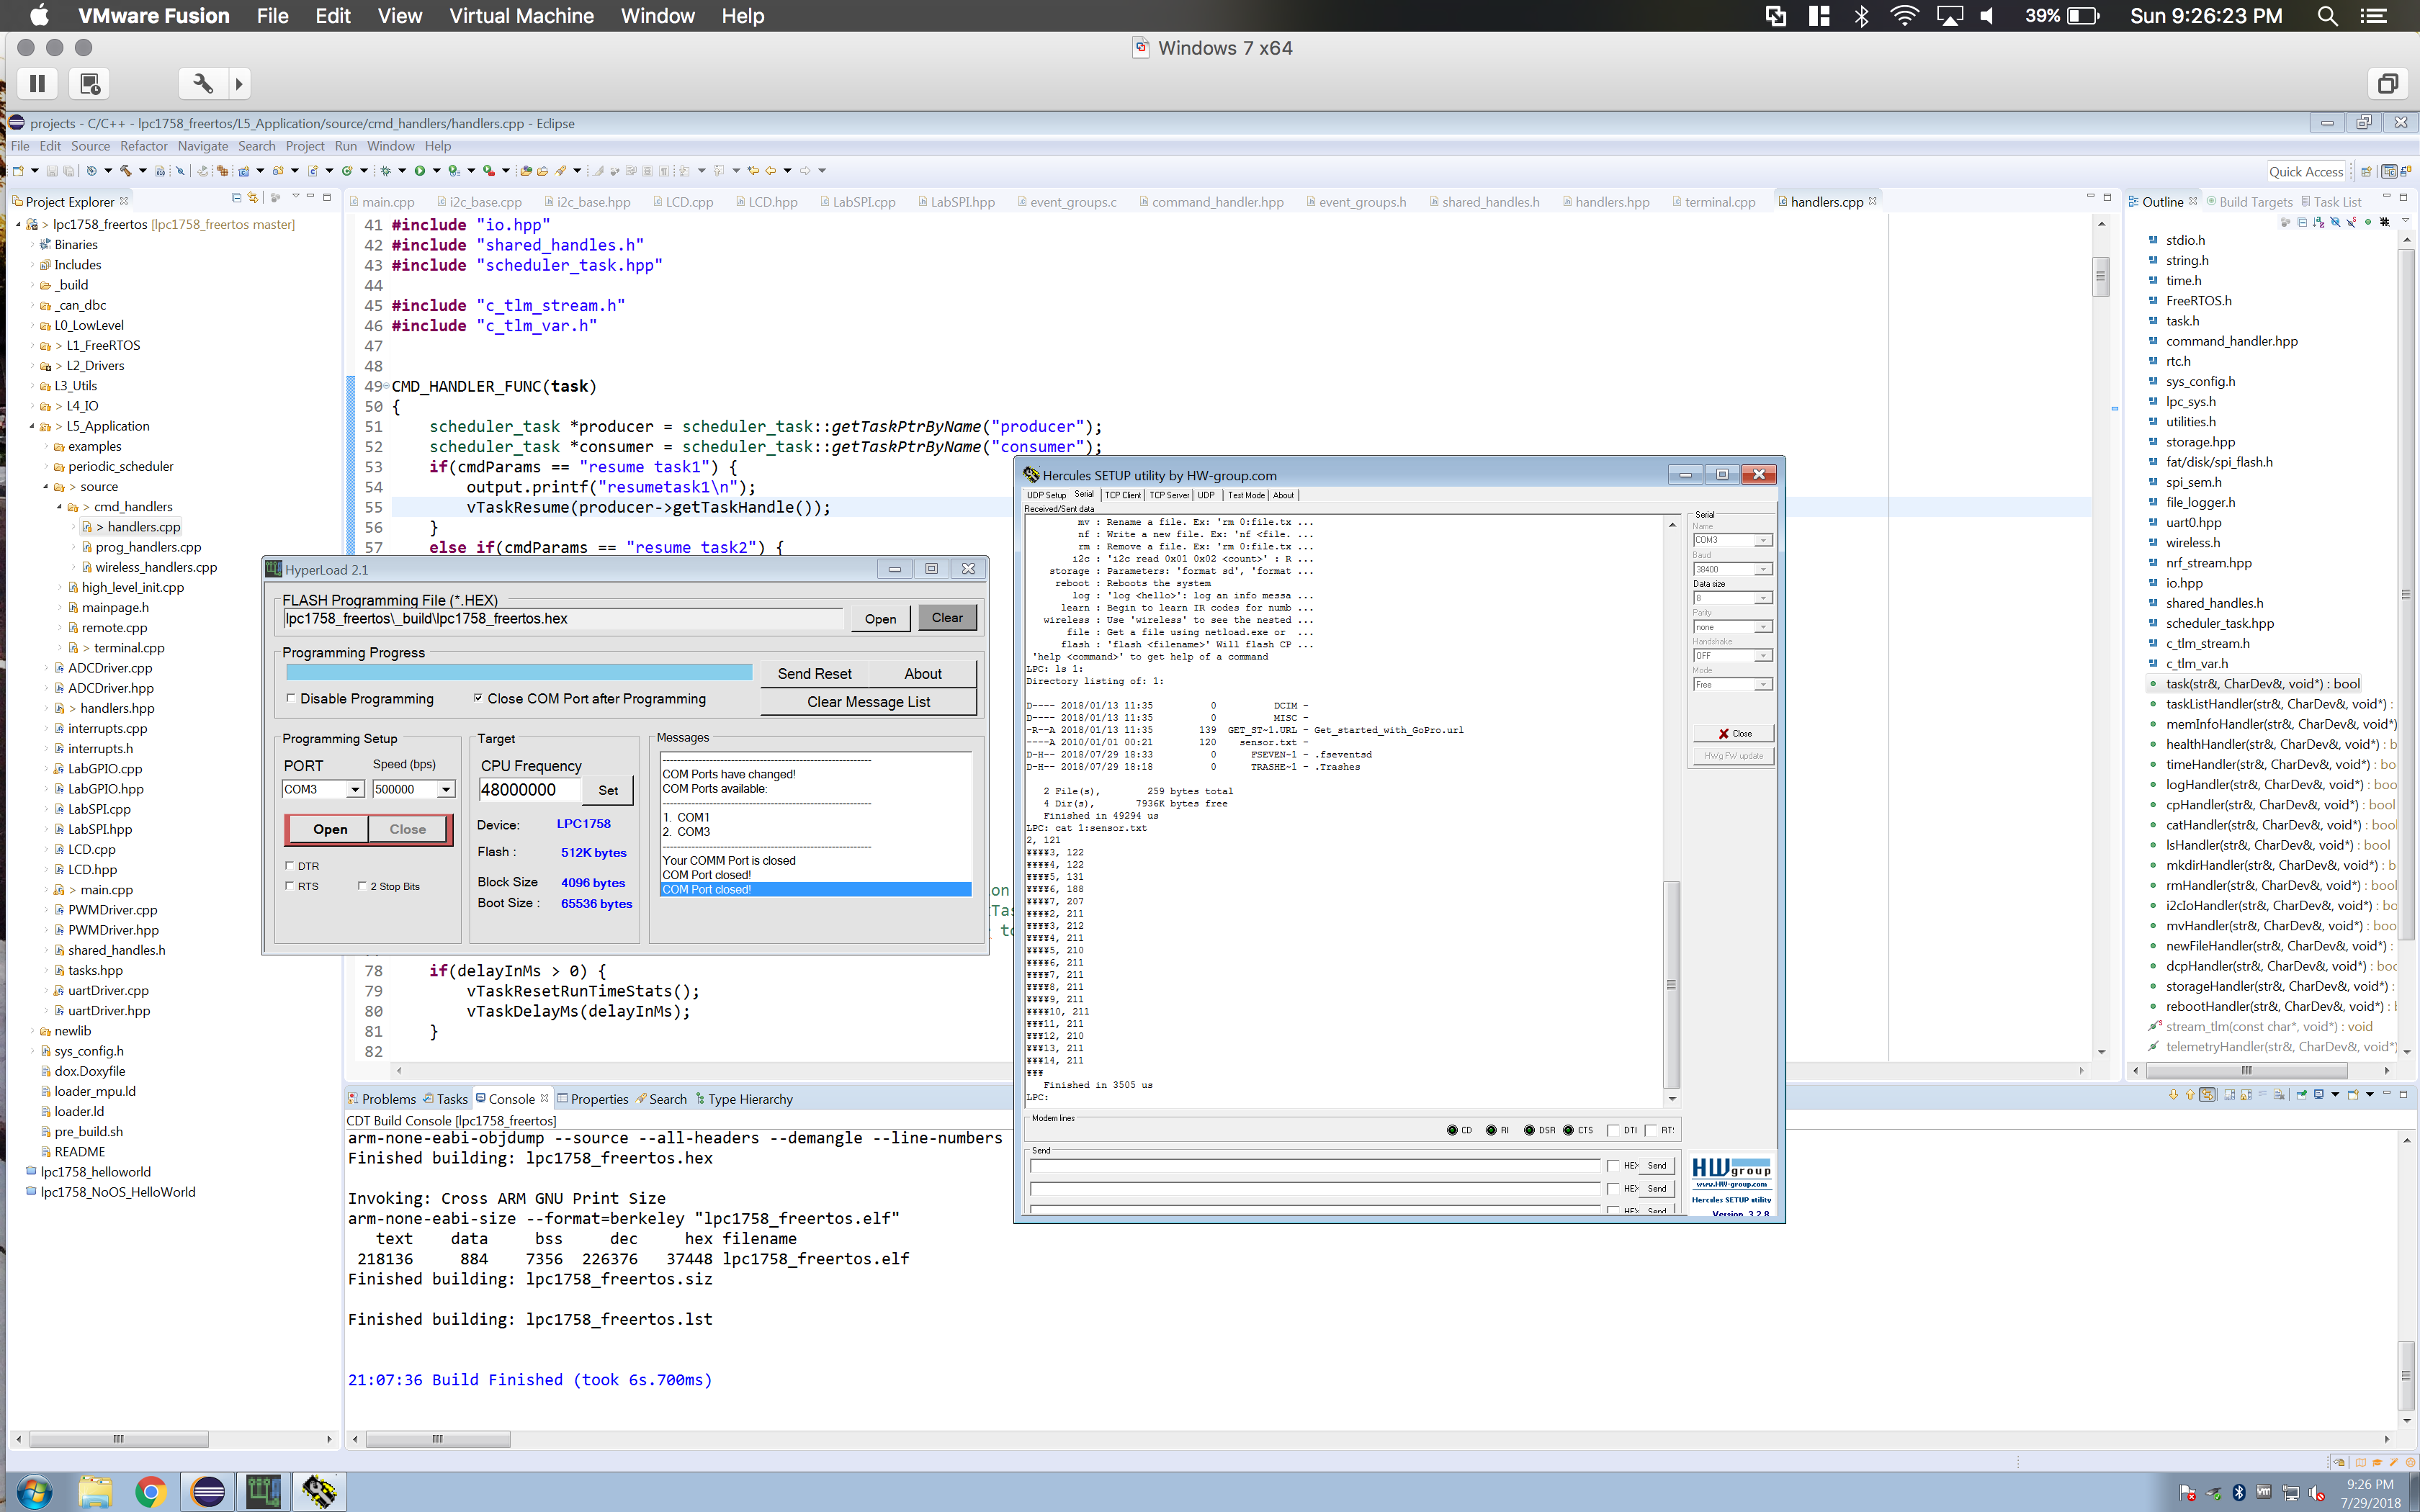 VMware Fusion File Edit View Virtual Machine Window Help 39% Sun 9:26:23 PM
Windows 7 x64
projects - C/C++ - lpc1758_freertos/L5_Application/source/cmd_handlers/handlers.cpp - Eclipse
File Edit Source Refactor Navigate Search Project Run Window Help
Quick Access
Project Explorer
> lpc1758_freertos [lpc1758_freertos master]
Binaries
Includes
_build
_can_dbc
L0_LowLevel
> L1_FreeRTOS
> L2_Drivers
L3_Utils
> L4_IO
> L5_Application
examples
periodic_scheduler
> source
> cmd_handlers
> handlers.cpp
prog_handlers.cpp
wireless_handlers.cpp
high_level_init.cpp
mainpage.h
remote.cpp
> terminal.cpp
ADCDriver.cpp
ADCDriver.hpp
> handlers.hpp
interrupts.cpp
interrupts.h
LabGPIO.cpp
LabGPIO.hpp
LabSPI.cpp
LabSPI.hpp
LCD.cpp
LCD.hpp
> main.cpp
PWMDriver.cpp
PWMDriver.hpp
shared_handles.h
tasks.hpp
uartDriver.cpp
uartDriver.hpp
newlib
sys_config.h
dox.Doxyfile
loader_mpu.ld
loader.ld
pre_build.sh
README
lpc1758_helloworld
lpc1758_NoOS_HelloWorld
main.cpp i2c_base.cpp i2c_base.hpp LCD.cpp LCD.hpp LabSPI.cpp LabSPI.hpp event_groups.c command_handler.hpp event_groups.h shared_handles.h handlers.hpp terminal.cpp handlers.cpp
41 #include "io.hpp"
42 #include "shared_handles.h"
43 #include "scheduler_task.hpp"
44
45 #include "c_tlm_stream.h"
46 #include "c_tlm_var.h"
47
48
49 CMD_HANDLER_FUNC(task)
50 {
51 scheduler_task *producer = scheduler_task::getTaskPtrByName("producer");
52 scheduler_task *consumer = scheduler_task::getTaskPtrByName("consumer");
53 if(cmdParams == "resume task1") {
54 output.printf("resumetask1\n");
55 vTaskResume(producer->getTaskHandle());
56 }
57 else if(cmdParams == "resume task2") {
on
78 if(delayInMs > 0) {
79 vTaskResetRunTimeStats();
80 vTaskDelayMs(delayInMs);
81 }
82
HyperLoad 2.1
FLASH Programming File (*.HEX)
lpc1758_freertos\_build\lpc1758_freertos.hex Open Clear
Programming Progress
Send Reset About
Disable Programming Close COM Port after Programming Clear Message List
Programming Setup
PORT Speed (bps)
COM3 500000
Open Close
DTR
RTS 2 Stop Bits
Target
CPU Frequency
48000000 Set
Device: LPC1758
Flash : 512K bytes
Block Size 4096 bytes
Boot Size : 65536 bytes
Messages
------------------------------------------------------------
COM Ports have changed!
COM Ports available:
------------------------------------------------------------
1. COM1
2. COM3
------------------------------------------------------------
Your COMM Port is closed
COM Port closed!
COM Port closed!
Hercules SETUP utility by HW-group.com
UDP Setup Serial TCP Client TCP Server UDP Test Mode About
Received/Sent data
mv : Rename a file. Ex: 'rm 0:file.tx ...
nf : Write a new file. Ex: 'nf <file. ...
rm : Remove a file. Ex: 'rm 0:file.tx ...
i2c : 'i2c read 0x01 0x02 <count>' : R ...
storage : Parameters: 'format sd', 'format ...
reboot : Reboots the system
log : 'log <hello>': log an info messa ...
learn : Begin to learn IR codes for numb ...
wireless : Use 'wireless' to see the nested ...
file : Get a file using netload.exe or ...
flash : 'flash <filename>' Will flash CP ...
'help <command>' to get help of a command
LPC: ls 1:
Directory listing of: 1:
D---- 2018/01/13 11:35 0 DCIM -
D---- 2018/01/13 11:35 0 MISC -
-R--A 2018/01/13 11:35 139 GET_ST~1.URL - Get_started_with_GoPro.url
----A 2010/01/01 00:21 120 sensor.txt -
D-H-- 2018/07/29 18:33 0 FSEVEN~1 - .fseventsd
D-H-- 2018/07/29 18:18 0 TRASHE~1 - .Trashes
2 File(s), 259 bytes total
4 Dir(s), 7936K bytes free
Finished in 49294 us
LPC: cat 1:sensor.txt
2, 121
¥¥¥¥3, 122
¥¥¥¥4, 122
¥¥¥¥5, 131
¥¥¥¥6, 188
¥¥¥¥7, 207
¥¥¥¥2, 211
¥¥¥¥3, 212
¥¥¥¥4, 211
¥¥¥¥5, 210
¥¥¥¥6, 211
¥¥¥¥7, 211
¥¥¥¥8, 211
¥¥¥¥9, 211
¥¥¥¥10, 211
¥¥¥11, 211
¥¥¥12, 210
¥¥¥13, 211
¥¥¥14, 211
¥¥¥
Finished in 3505 us
LPC:
Modem lines
CD RI DSR CTS DTI RT:
Send
HEX Send
HEX Send
HEX Send
Serial
Name
COM3
Baud
38400
Data size
8
Parity
none
Handshake
OFF
Mode
Free
Close
HWg FW update
HW group
www.HW-group.com
Hercules SETUP utility
Version 3.2.8
Outline Build Targets Task List
stdio.h
string.h
time.h
FreeRTOS.h
task.h
command_handler.hpp
rtc.h
sys_config.h
lpc_sys.h
utilities.h
storage.hpp
fat/disk/spi_flash.h
spi_sem.h
file_logger.h
uart0.hpp
wireless.h
nrf_stream.hpp
io.hpp
shared_handles.h
scheduler_task.hpp
c_tlm_stream.h
c_tlm_var.h
task(str&, CharDev&, void*) : bool
taskListHandler(str&, CharDev&, void*) :
memInfoHandler(str&, CharDev&, void*)
healthHandler(str&, CharDev&, void*) : b
timeHandler(str&, CharDev&, void*) : bo
logHandler(str&, CharDev&, void*) : boo
cpHandler(str&, CharDev&, void*) : bool
catHandler(str&, CharDev&, void*) : bool
lsHandler(str&, CharDev&, void*) : bool
mkdirHandler(str&, CharDev&, void*) : b
rmHandler(str&, CharDev&, void*) : bool
i2cIoHandler(str&, CharDev&, void*) : bo
mvHandler(str&, CharDev&, void*) : boo
newFileHandler(str&, CharDev&, void*) :
dcpHandler(str&, CharDev&, void*) : boo
storageHandler(str&, CharDev&, void*) :
rebootHandler(str&, CharDev&, void*) : l
stream_tlm(const char*, void*) : void
telemetryHandler(str&, CharDev&, void*)
Problems Tasks Console Properties Search Type Hierarchy
CDT Build Console [lpc1758_freertos]
arm-none-eabi-objdump --source --all-headers --demangle --line-numbers
Finished building: lpc1758_freertos.hex
Invoking: Cross ARM GNU Print Size
arm-none-eabi-size --format=berkeley "lpc1758_freertos.elf"
text data bss dec hex filename
218136 884 7356 226376 37448 lpc1758_freertos.elf
Finished building: lpc1758_freertos.siz
Finished building: lpc1758_freertos.lst
21:07:36 Build Finished (took 6s.700ms)
9:26 PM
7/29/2018